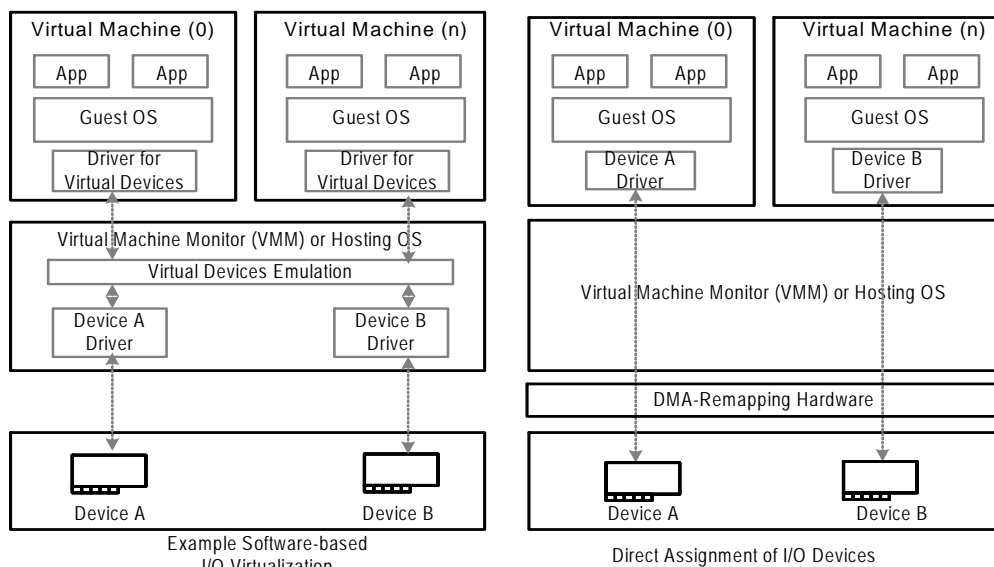 Virtual Machine (0)
App
App
Guest OS
Driver for
Virtual Devices
Virtual Machine (n)
App
App
Guest OS
Driver for
Virtual Devices
Virtual Machine Monitor (VMM) or Hosting OS
Virtual Devices Emulation
Device A
Driver
Device B
Driver
Device A
Device B
Example Software-based
I/O Virtualization
Virtual Machine (0)
App
App
Guest OS
Device A
Driver
Virtual Machine (n)
App
App
Guest OS
Device B
Driver
Virtual Machine Monitor (VMM) or Hosting OS
DMA-Remapping Hardware
Device A
Device B
Direct Assignment of I/O Devices